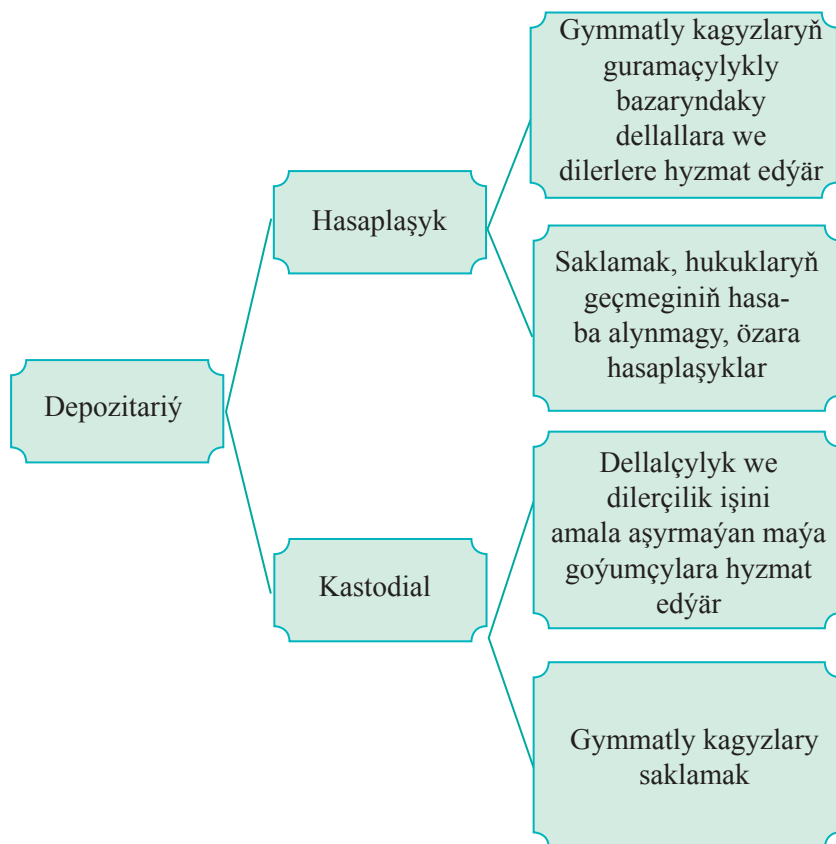 Gymmatly kagyzlaryň
guramaçylykly
bazaryndaky
dellallara we
dilerlere hyzmat edýär
Hasaplaşyk
Saklamak, hukuklaryň
geçmeginiň hasa-
ba alynmagy, özara
hasaplaşyklar
Depozitariý
Dellalçylyk we
dilerçilik işini
amala aşyrmaýan maýa
goýumçylara hyzmat
edýär
Kastodial
Gymmatly kagyzlary
saklamak